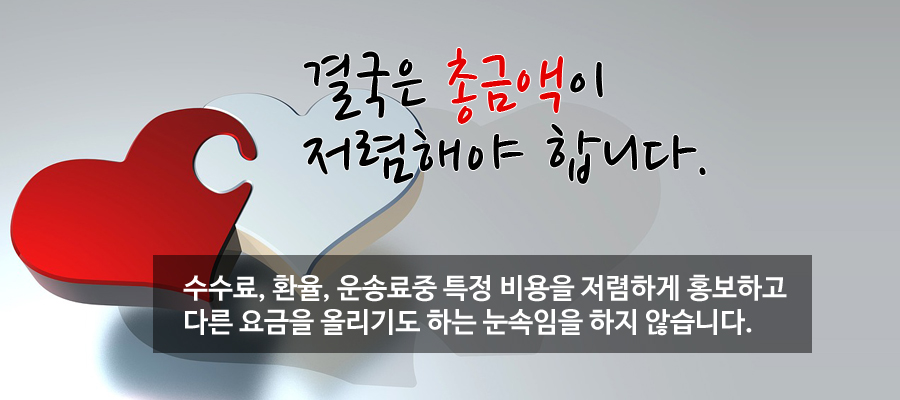 결국은 총금액이
저렴해야 합니다.
수수료, 환율, 운송료중 특정 비용을 저렴하게 홍보하고
다른 요금을 올리기도 하는 눈속임을 하지 않습니다.